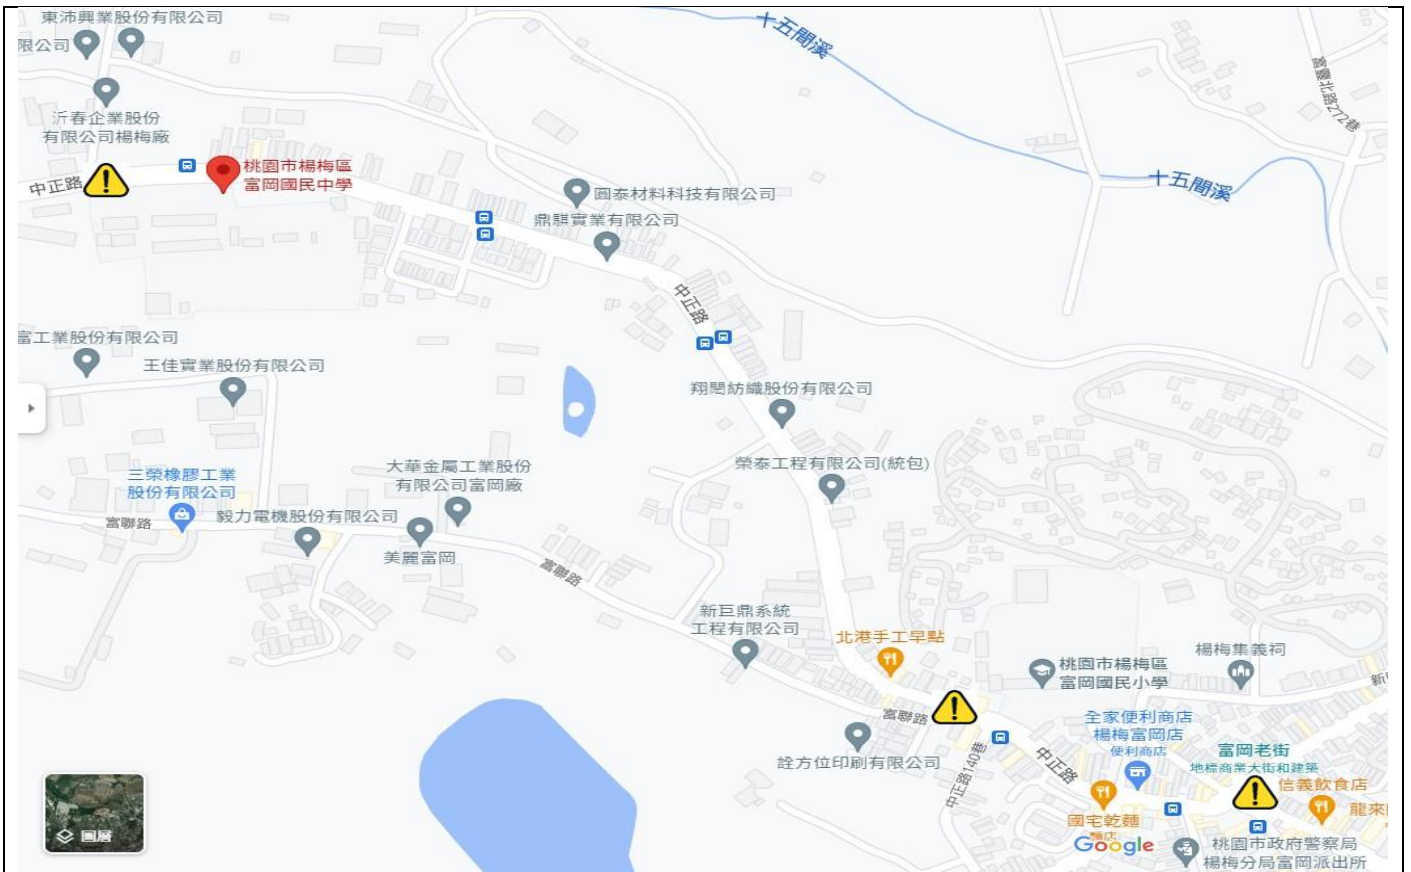 東沛興業股份有限公司
限公司
十五間溪
富豐北路272巷
沂春企業股份
有限公司楊梅廠
中正路
桃園市楊梅區
富岡國民中學
十五間溪
圓泰材料科技有限公司
鼎騏實業有限公司
中正路
富工業股份有限公司
王佳實業股份有限公司
翔閎紡織股份有限公司
大華金屬工業股份
有限公司富岡廠
榮泰工程有限公司(統包)
三榮橡膠工業
股份有限公司
富聯路
毅力電機股份有限公司
美麗富岡
富聯路
新巨鼎系統
工程有限公司
北港手工早點
桃園市楊梅區
富岡國民小學
楊梅集義祠
新
富聯路
全家便利商店
楊梅富岡店
便利商店
詮方位印刷有限公司
中正路140巷
中正路
富岡老街
地標商業大街和建築
信義飲食店
龍來
國宅乾麵
麵店
Google
桃園市政府警察局
楊梅分局富岡派出所
圖層